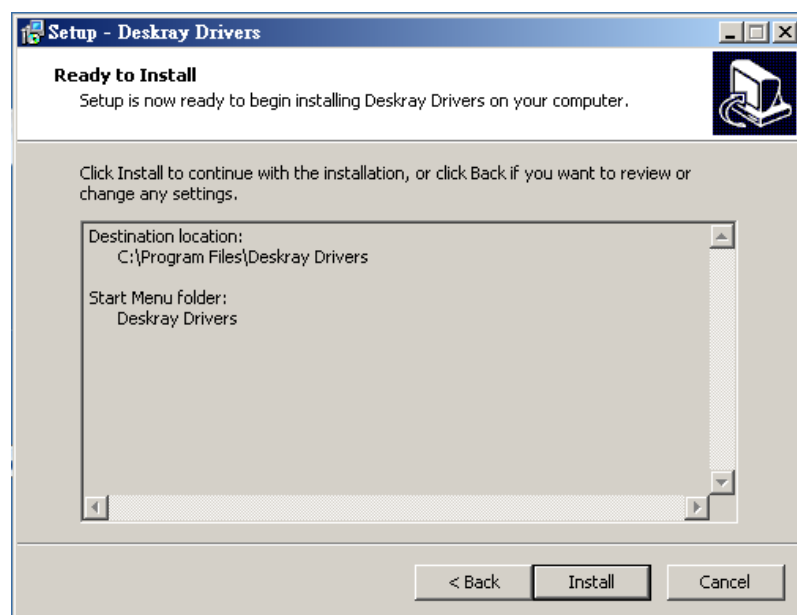 Setup - Deskray Drivers
Ready to Install
Setup is now ready to begin installing Deskray Drivers on your computer.
Click Install to continue with the installation, or click Back if you want to review or
change any settings.
Destination location:
C:\Program Files\Deskray Drivers
Start Menu folder:
Deskray Drivers
< Back
Install
Cancel